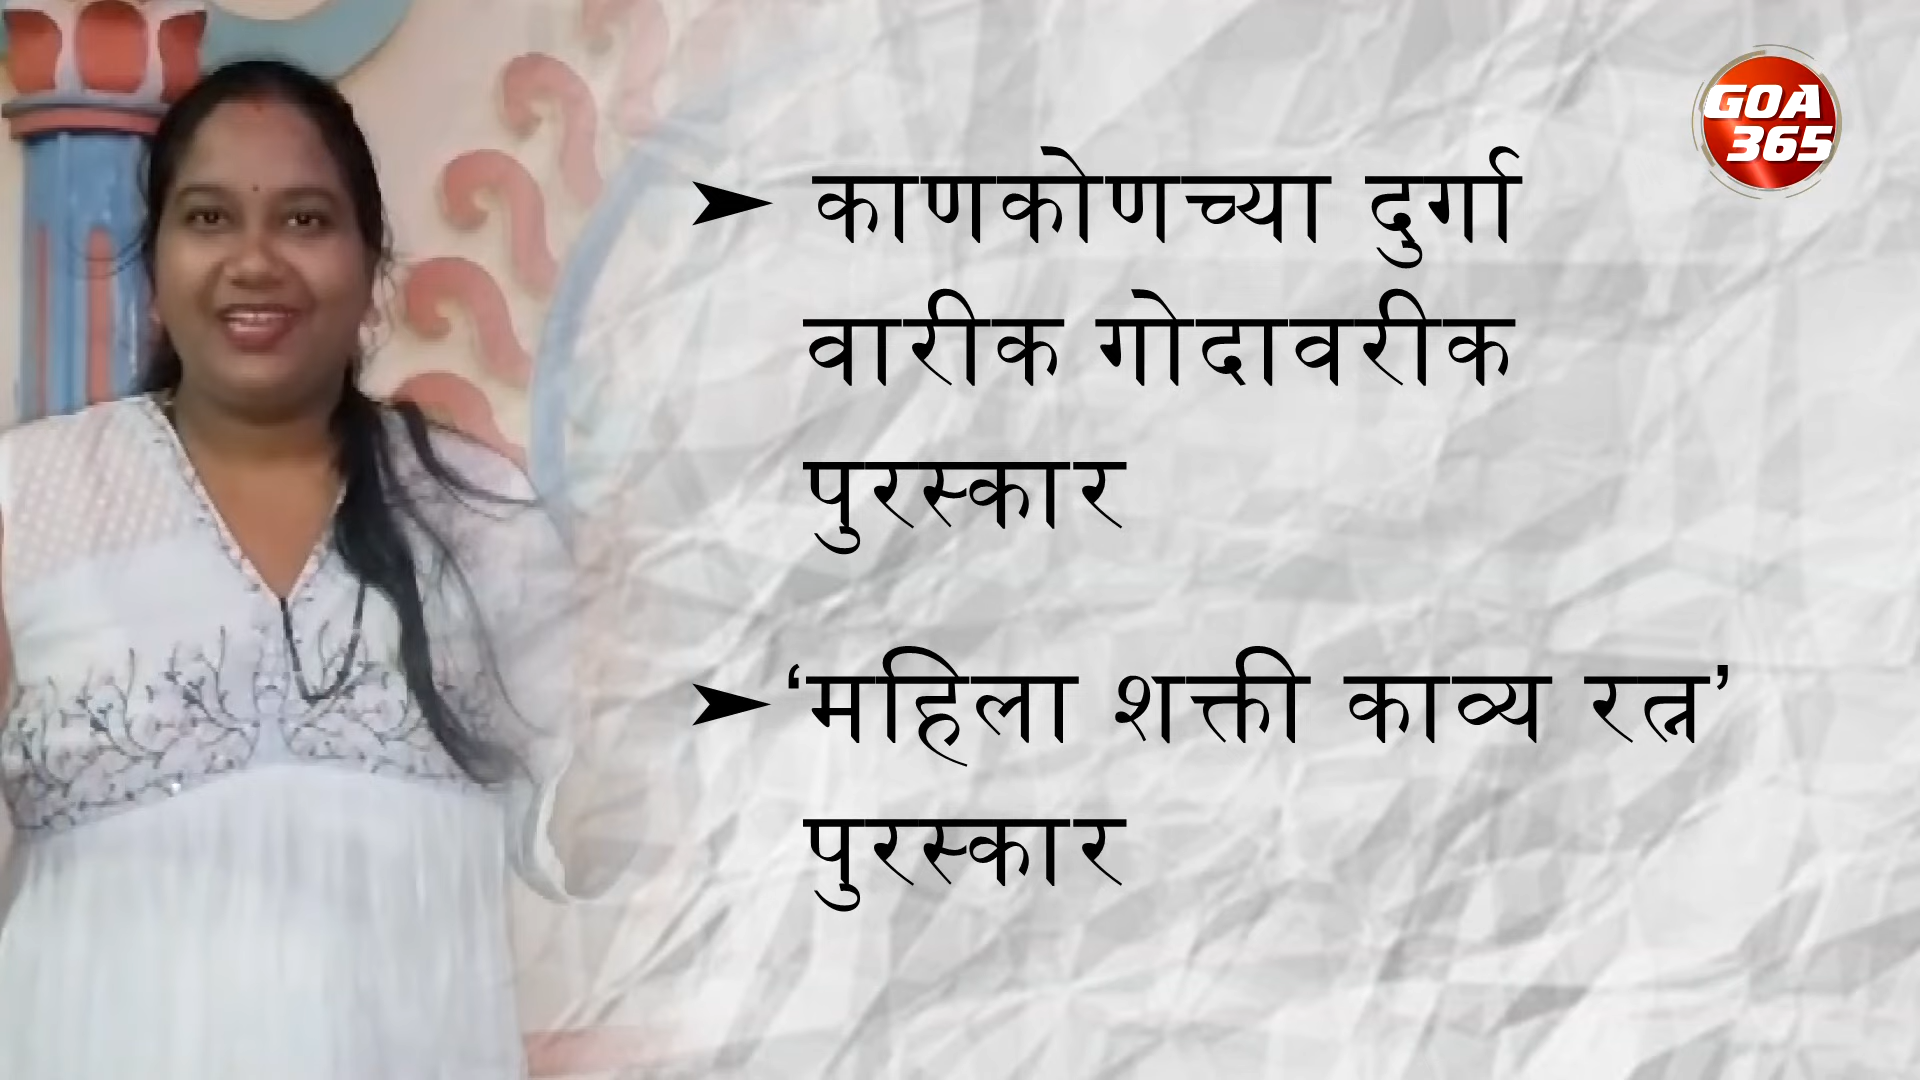 GOA
365
➤ काणकोणच्या दुर्गा
वारीक गोदावरीक
पुरस्कार
➤ ‘महिला शक्ती काव्य रत्न’
पुरस्कार